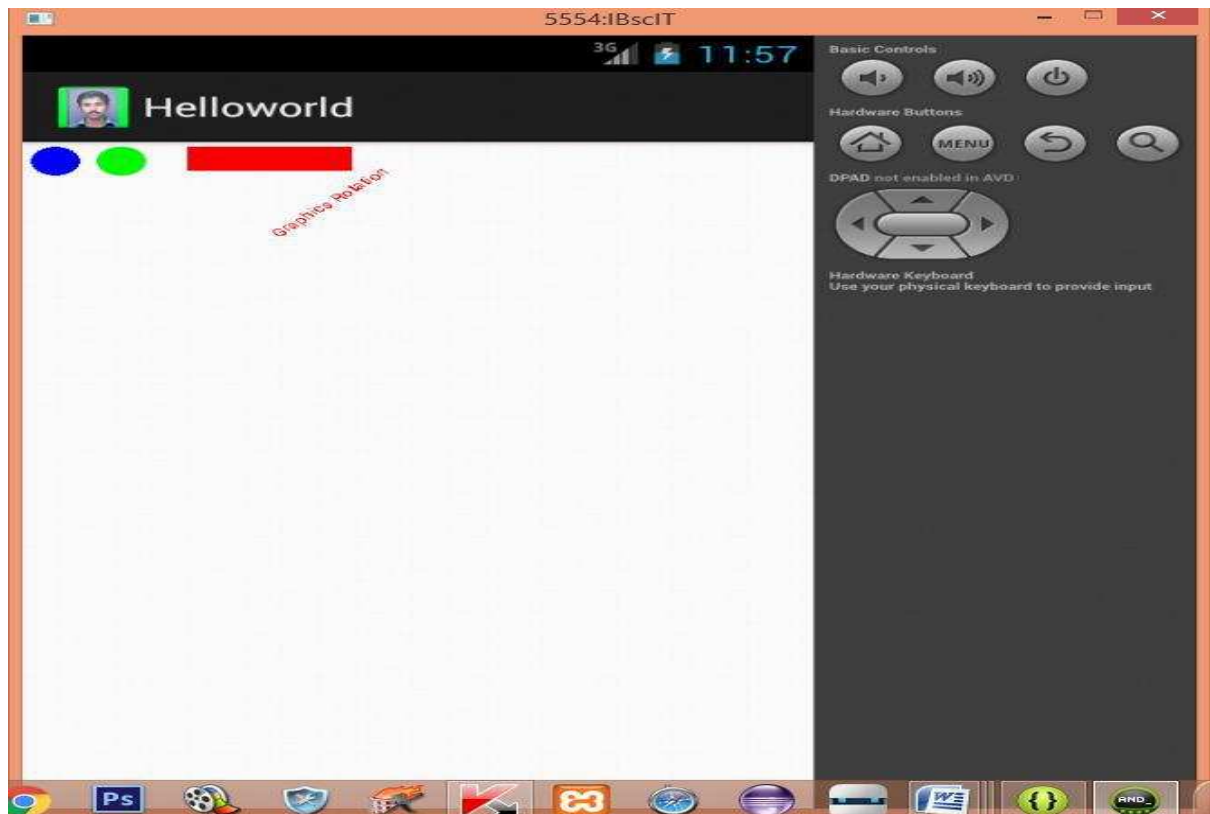 5554:IBscIT
3G 11:57
Helloworld
Graphics Rotation
Basic Controls
Hardware Buttons
MENU
DPAD not enabled in AVD
Hardware Keyboard
Use your physical keyboard to provide input
Ps
W
{}
AND_